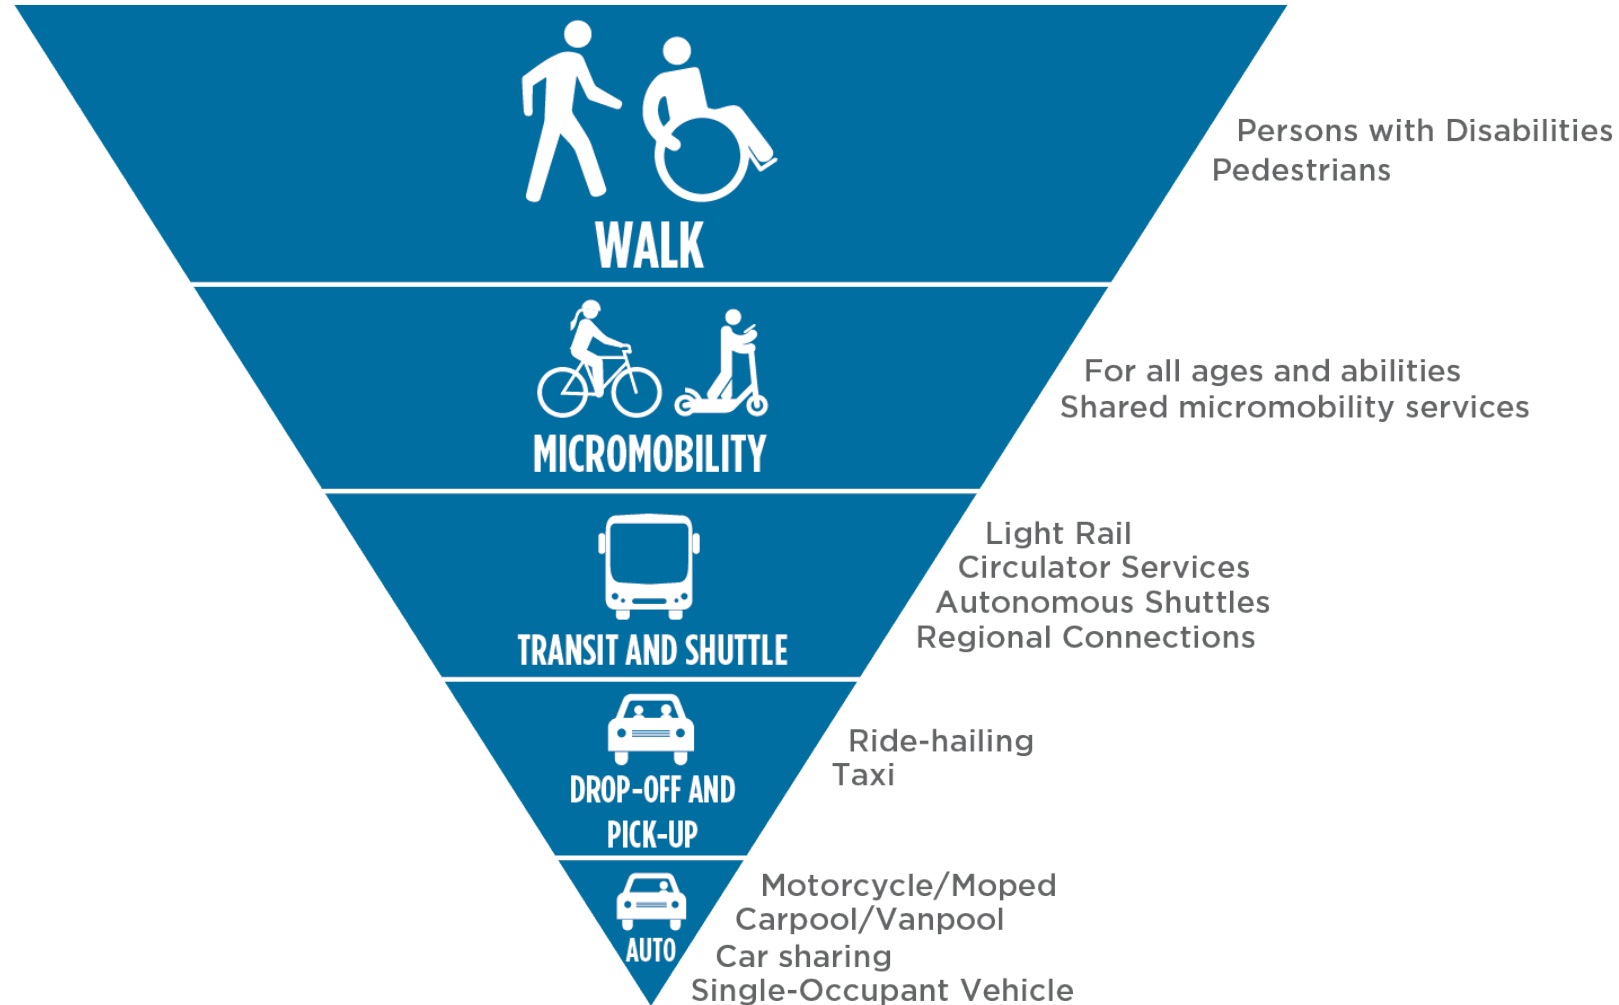 Persons with Disabilities
Pedestrians
WALK
For all ages and abilities
Shared micromobility services
MICROMOBILITY
Light Rail
Circulator Services
Autonomous Shuttles
Regional Connections
TRANSIT AND SHUTTLE
Ride-hailing
Taxi
DROP-OFF AND
PICK-UP
Motorcycle/Moped
Carpool/Vanpool
AUTO
Car sharing
Single-Occupant Vehicle